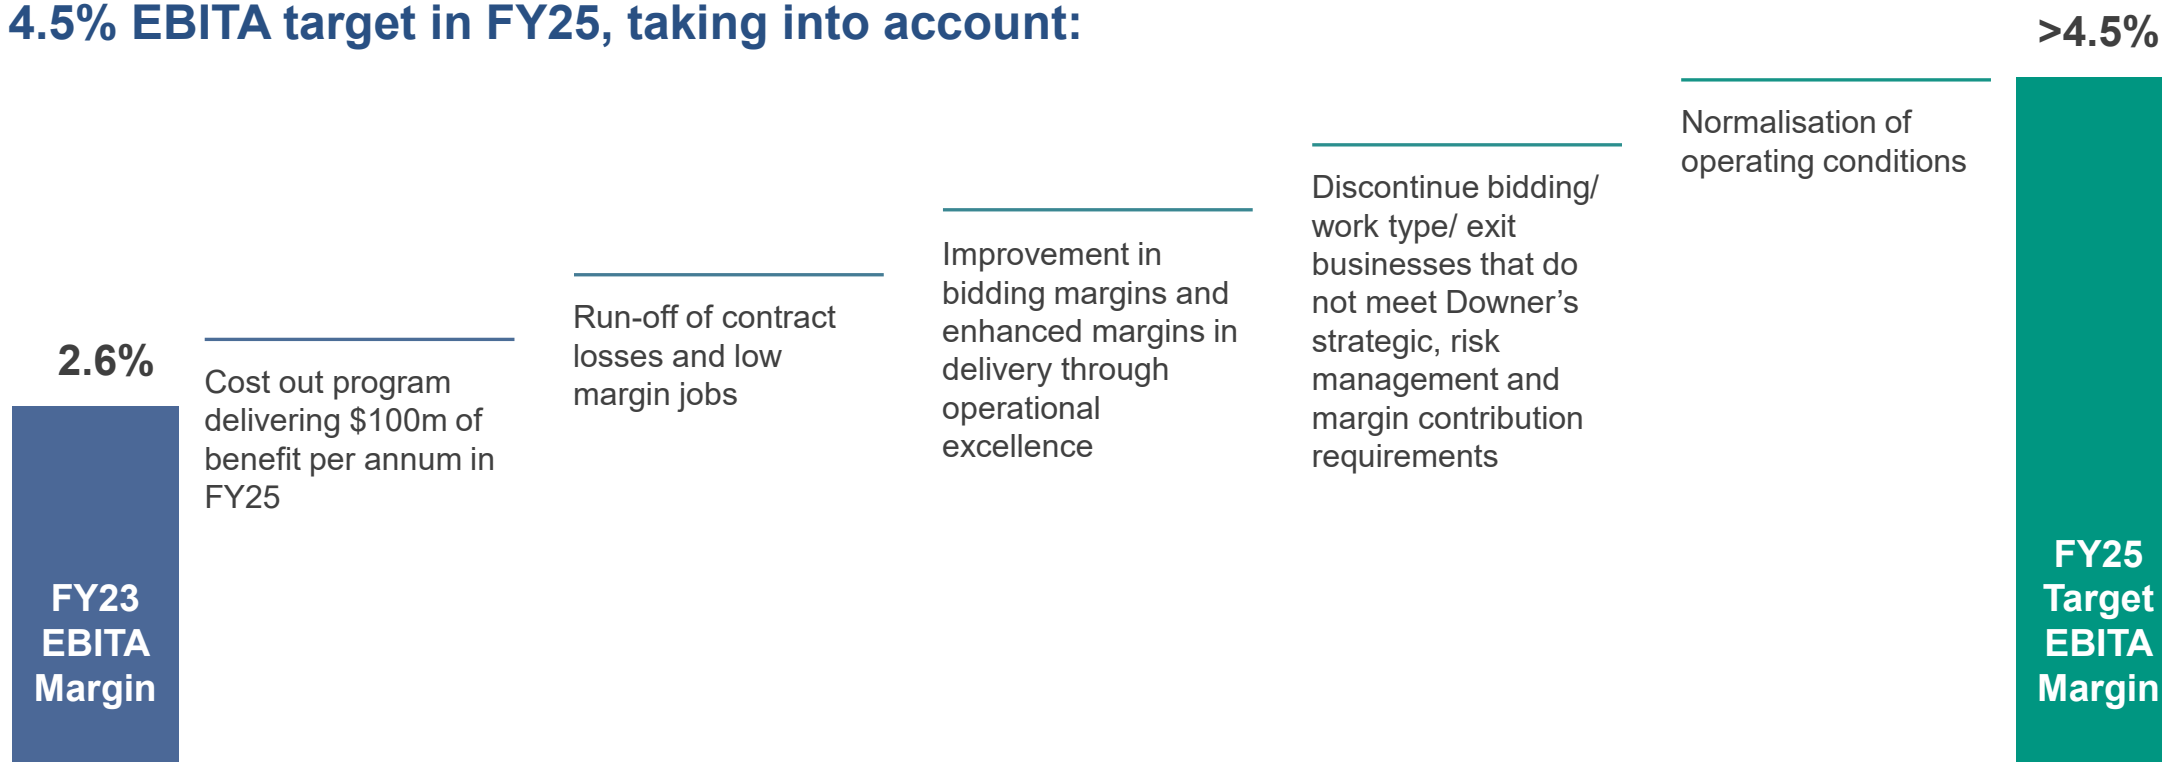 4.5% EBITA target in FY25, taking into account:
>4.5%
Normalisation of
operating conditions
Discontinue bidding/
work type/ exit
businesses that do
not meet Downer’s
strategic, risk
management and
margin contribution
requirements
Improvement in
bidding margins and
enhanced margins in
delivery through
operational
excellence
Run-off of contract
losses and low
margin jobs
2.6%
Cost out program
delivering $100m of
benefit per annum in
FY25
FY23
EBITA
Margin
FY25
Target
EBITA
Margin